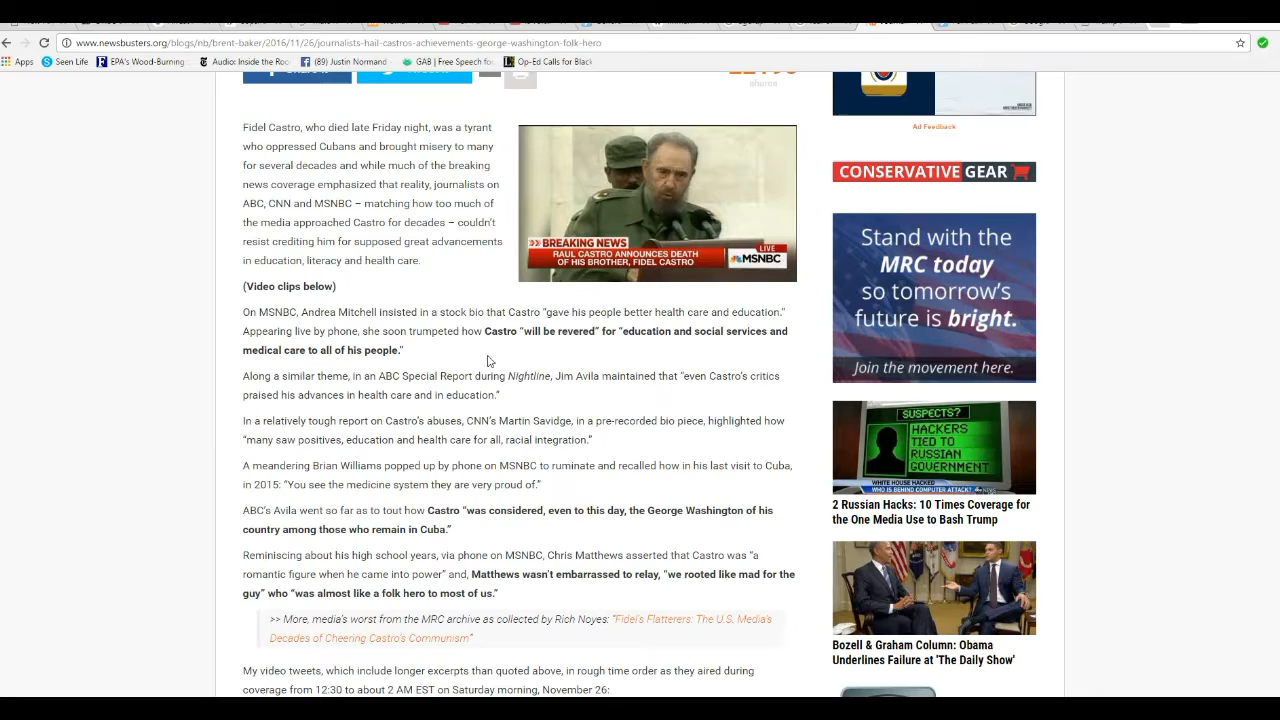 www.newsbusters.org/blogs/nb/brent-baker/2016/11/26/journalists-hail-castros-achievements-george-washington-folk-hero
Apps
Seen Life
EPA's Wood-Burning
Audio: Inside the Roo
(89) Justin Normand
GAB | Free Speech fo
Op-Ed Calls for Black
shares
Fidel Castro, who died late Friday night, was a tyrant
who oppressed Cubans and brought misery to many
for several decades and while much of the breaking
news coverage emphasized that reality, journalists on
ABC, CNN and MSNBC – matching how too much of
the media approached Castro for decades – couldn't
resist crediting him for supposed great advancements
in education, literacy and health care.
BREAKING NEWS
LIVE
RAUL CASTRO ANNOUNCES DEATH
OF HIS BROTHER, FIDEL CASTRO
MSNBC
(Video clips below)
On MSNBC, Andrea Mitchell insisted in a stock bio that Castro "gave his people better health care and education."
Appearing live by phone, she soon trumpeted how Castro "will be revered" for "education and social services and
medical care to all of his people."
Along a similar theme, in an ABC Special Report during Nightline, Jim Avila maintained that "even Castro's critics
praised his advances in health care and in education."
In a relatively tough report on Castro's abuses, CNN's Martin Savidge, in a pre-recorded bio piece, highlighted how
"many saw positives, education and health care for all, racial integration."
A meandering Brian Williams popped up by phone on MSNBC to ruminate and recalled how in his last visit to Cuba,
in 2015: "You see the medicine system they are very proud of."
ABC's Avila went so far as to tout how Castro "was considered, even to this day, the George Washington of his
country among those who remain in Cuba."
Reminiscing about his high school years, via phone on MSNBC, Chris Matthews asserted that Castro was "a
romantic figure when he came into power" and, Matthews wasn't embarrassed to relay, "we rooted like mad for the
guy" who "was almost like a folk hero to most of us."
>> More, media's worst from the MRC archive as collected by Rich Noyes: "Fidel's Flatterers: The U.S. Media's
Decades of Cheering Castro's Communism"
My video tweets, which include longer excerpts than quoted above, in rough time order as they aired during
coverage from 12:30 to about 2 AM EST on Saturday morning, November 26:
Ad Feedback
CONSERVATIVE GEAR
Stand with the
MRC today
so tomorrow's
future is bright.
Join the movement here.
SUSPECTS?
HACKERS
TIED TO
RUSSIAN
GOVERNMENT
WHITE HOUSE HACKED
WHO IS BEHIND COMPUTER ATTACK?
2 Russian Hacks: 10 Times Coverage for
the One Media Use to Bash Trump
Bozell & Graham Column: Obama
Underlines Failure at 'The Daily Show'